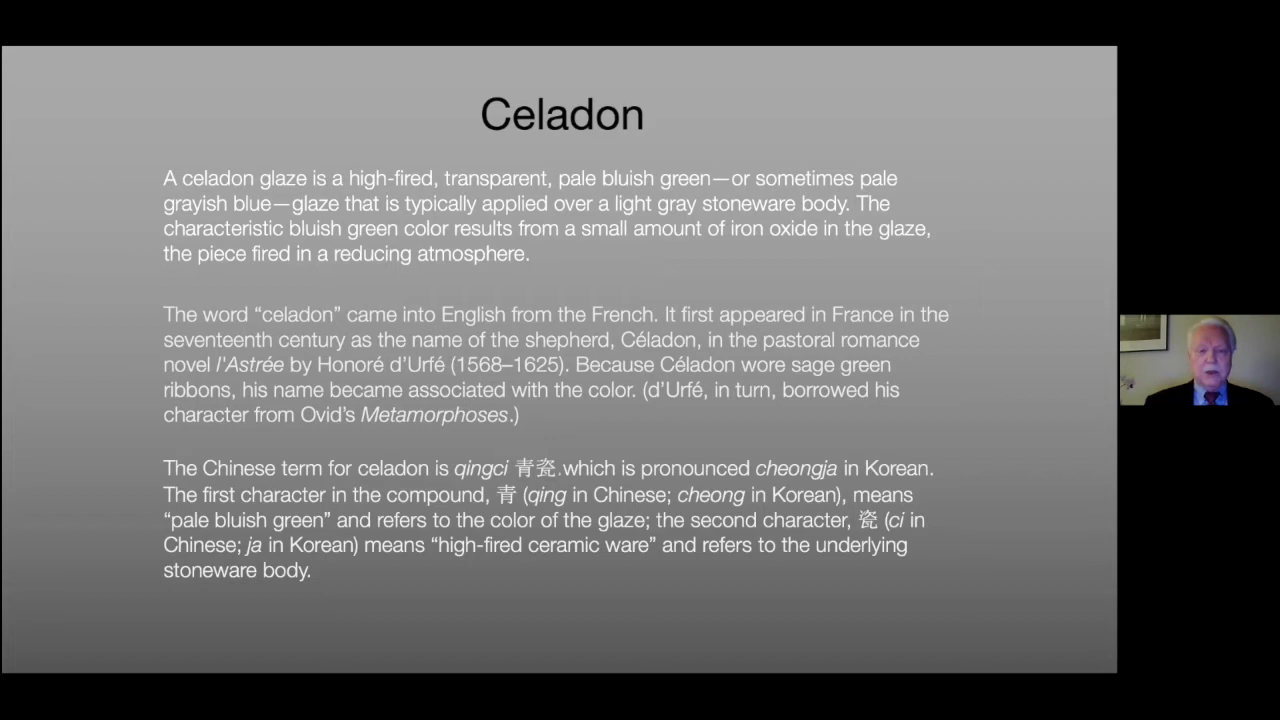 Celadon
A celadon glaze is a high-fired, transparent, pale bluish green—or sometimes pale
grayish blue—glaze that is typically applied over a light gray stoneware body. The
characteristic bluish green color results from a small amount of iron oxide in the glaze,
the piece fired in a reducing atmosphere.
The word “celadon” came into English from the French. It first appeared in France in the
seventeenth century as the name of the shepherd, Céladon, in the pastoral romance
novel l'Astrée by Honoré d’Urfé (1568–1625). Because Céladon wore sage green
ribbons, his name became associated with the color. (d’Urfé, in turn, borrowed his
character from Ovid’s Metamorphoses.)
The Chinese term for celadon is qingci 青瓷.which is pronounced cheongja in Korean.
The first character in the compound, 青 (qing in Chinese; cheong in Korean), means
“pale bluish green” and refers to the color of the glaze; the second character, 瓷 (ci in
Chinese; ja in Korean) means “high-fired ceramic ware” and refers to the underlying
stoneware body.